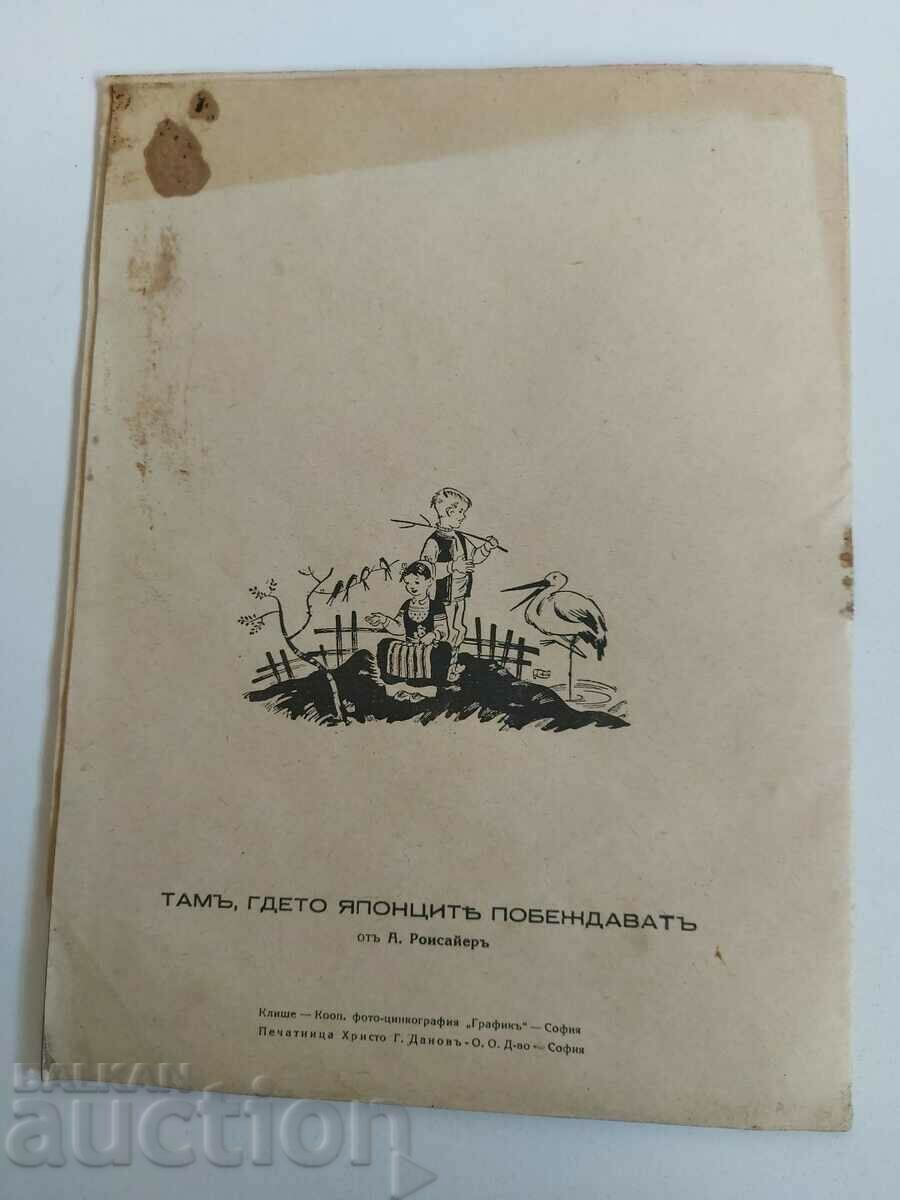 ТАМЪ, ГДЕТО ЯПОНЦИТѢ ПОБЕЖДАВАТЪ
отъ А. Роисайеръ
Клише — Кооп. фото-цинкография „Графикъ“ — София
Печатница Христо Г. Дановъ - О. О. Д-во — София
BALKAN
auction